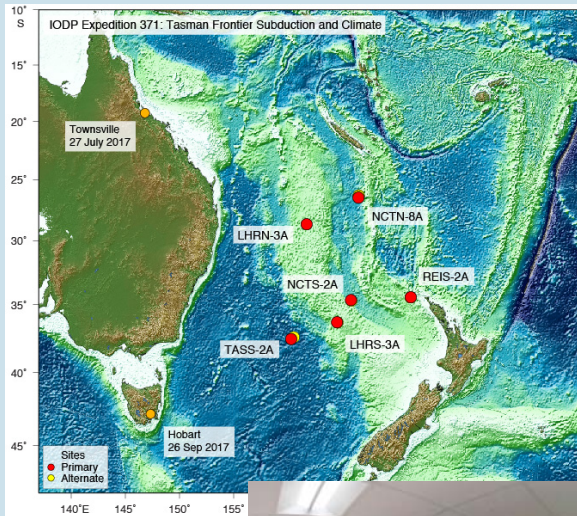 IODP Expedition 371: Tasman Frontier Subduction and Climate
10°
S
15°
20°
25°
30°
35°
40°
45°
Townsville
27 July 2017
NCTN-8A
LHRN-3A
NCTS-2A
REIS-2A
TASS-2A
LHRS-3A
Hobart
26 Sep 2017
Sites
Primary
Alternate
140°
145°
150°
155°